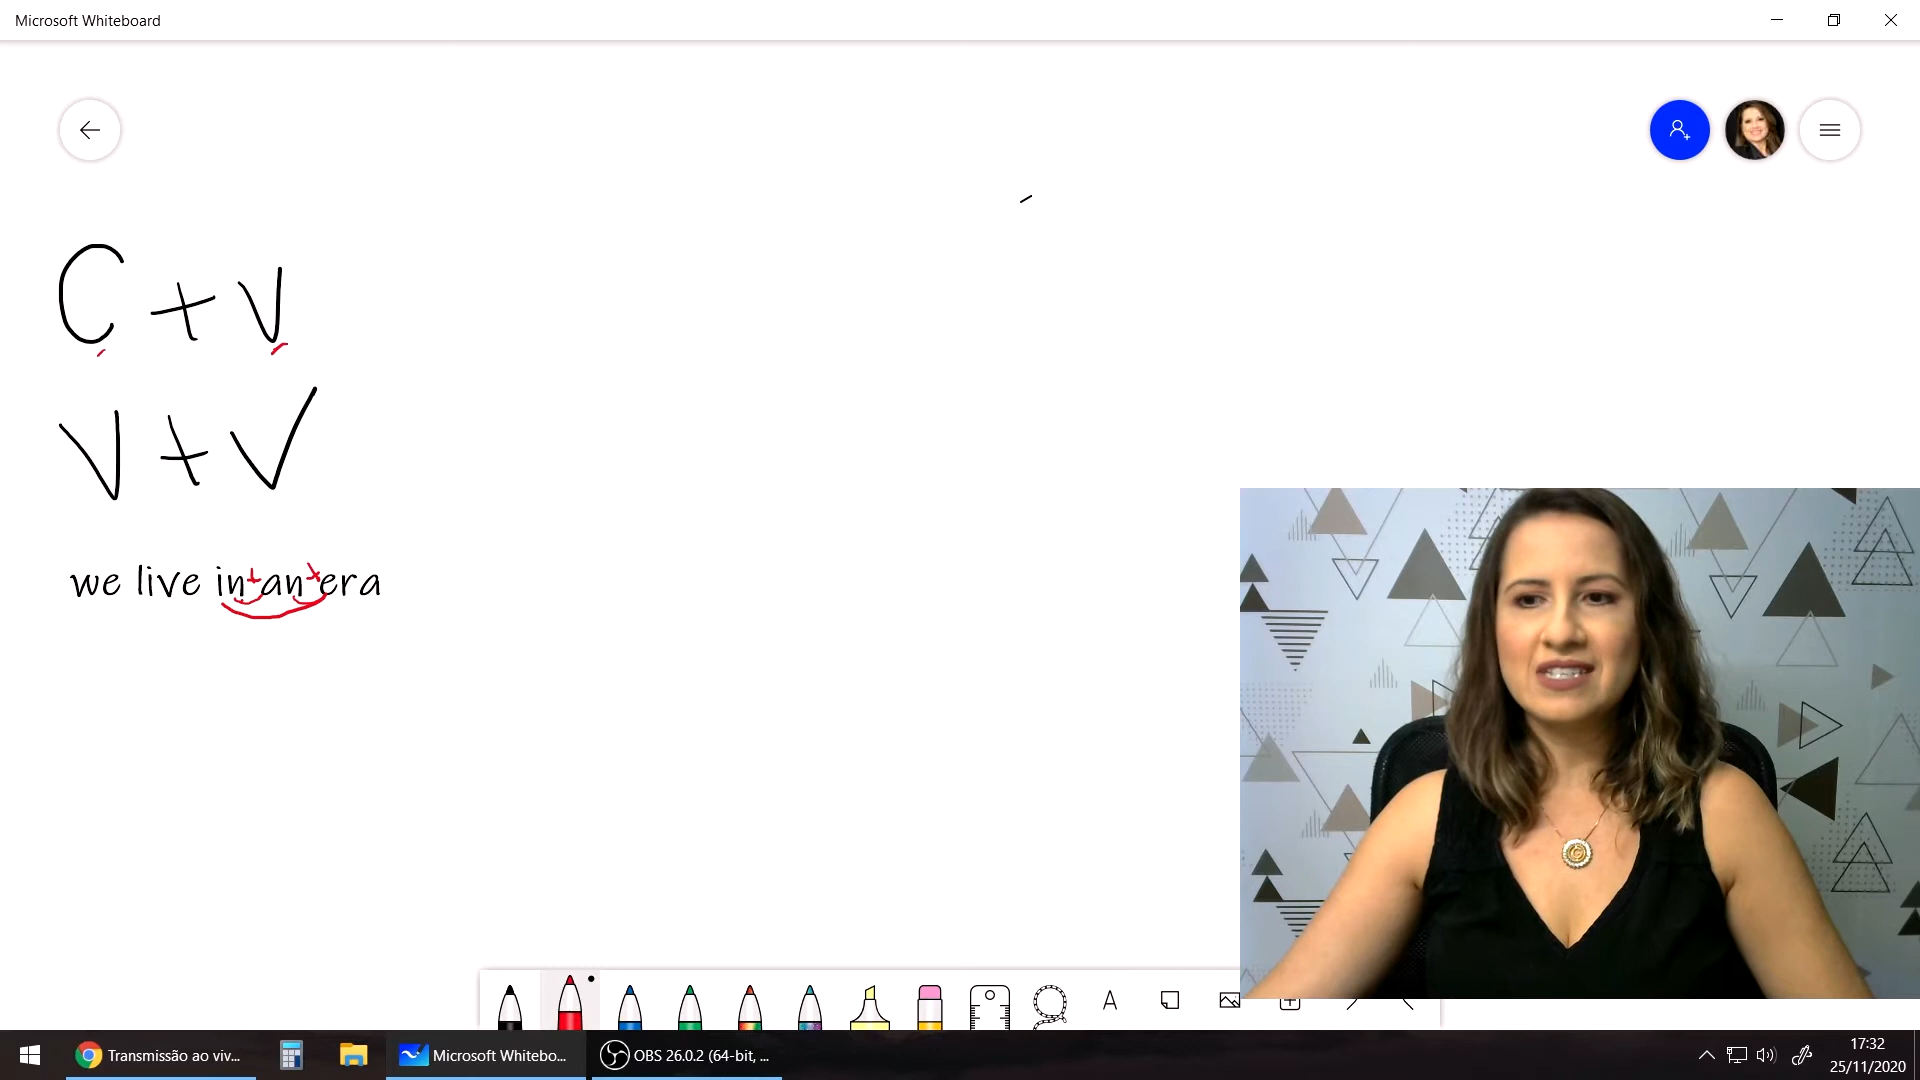 Microsoft Whiteboard
C + V
V + V
we live in+an+era
A
Transmissão ao viv...
Microsoft Whitebo...
OBS 26.0.2 (64-bit, ...
17:32
25/11/2020